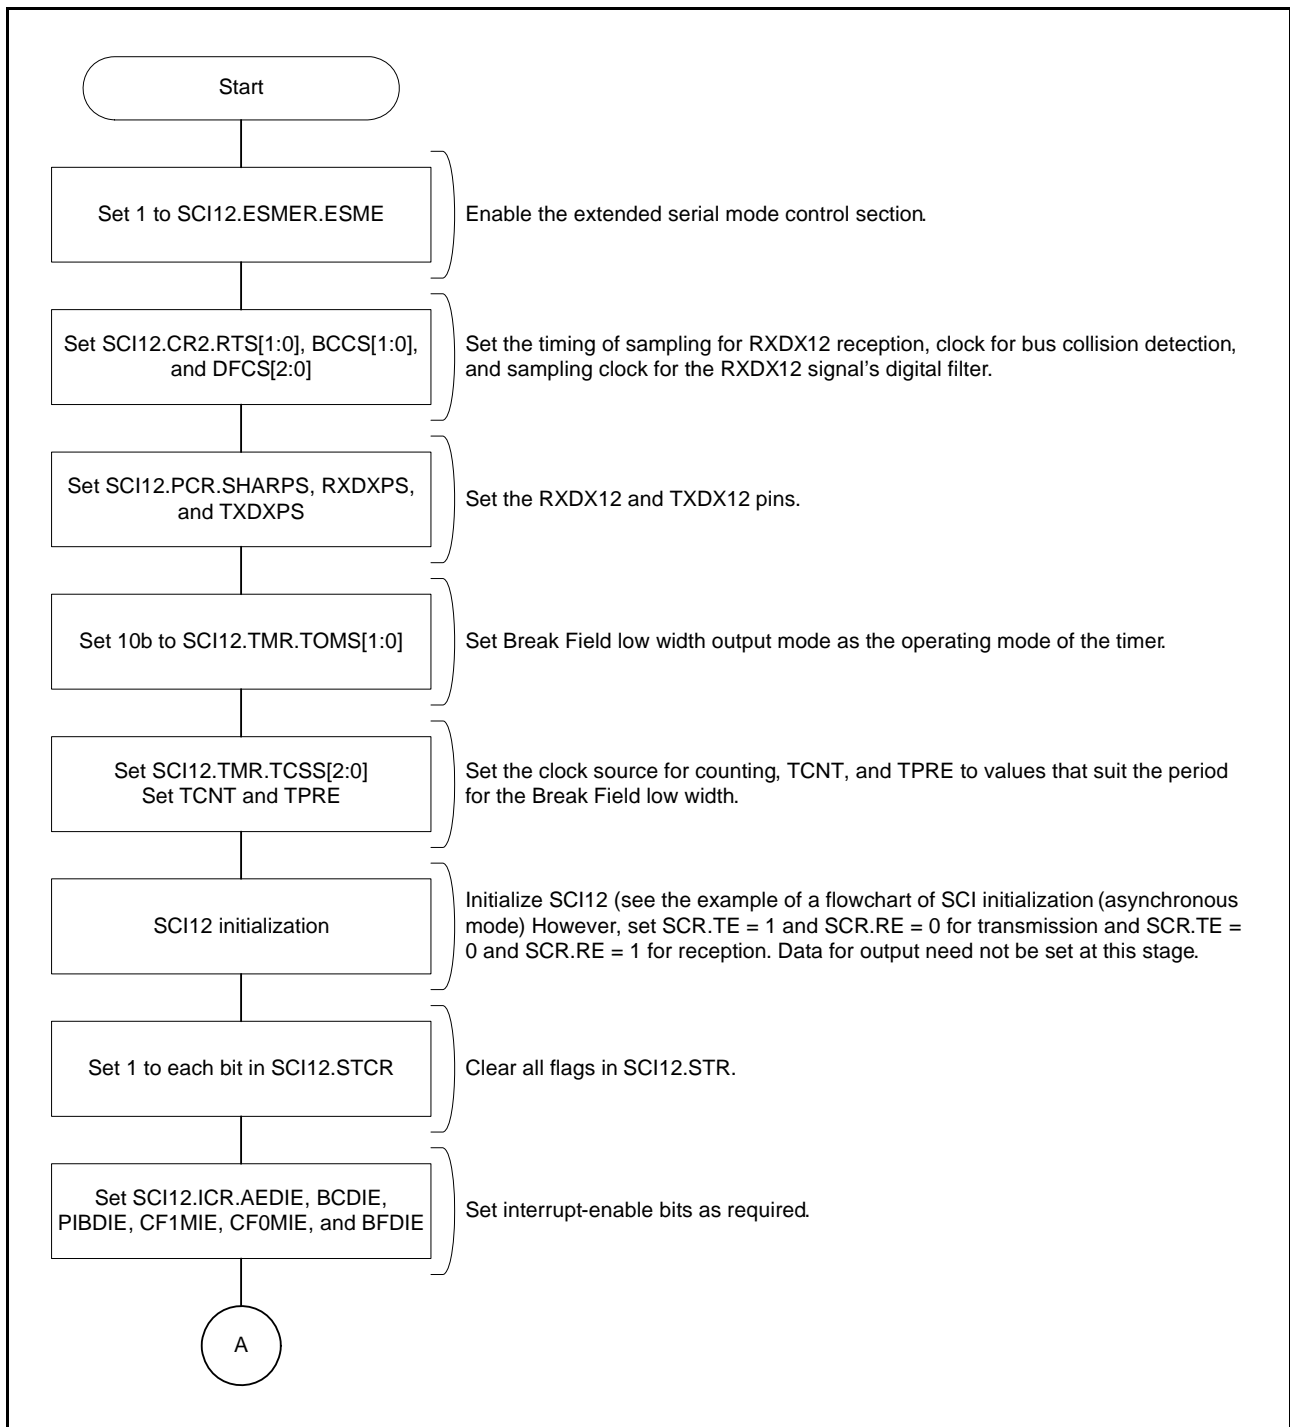 Start
Set 1 to SCI12.ESMER.ESME
Enable the extended serial mode control section.
Set SCI12.CR2.RTS[1:0], BCCS[1:0],
and DFCS[2:0]
Set the timing of sampling for RXDX12 reception, clock for bus collision detection,
and sampling clock for the RXDX12 signal's digital filter.
Set SCI12.PCR.SHARPS, RXDXPS,
and TXDXPS
Set the RXDX12 and TXDX12 pins.
Set 10b to SCI12.TMR.TOMS[1:0]
Set Break Field low width output mode as the operating mode of the timer.
Set SCI12.TMR.TCSS[2:0]
Set TCNT and TPRE
Set the clock source for counting, TCNT, and TPRE to values that suit the period
for the Break Field low width.
SCI12 initialization
Initialize SCI12 (see the example of a flowchart of SCI initialization (asynchronous
mode) However, set SCR.TE = 1 and SCR.RE = 0 for transmission and SCR.TE =
0 and SCR.RE = 1 for reception. Data for output need not be set at this stage.
Set 1 to each bit in SCI12.STCR
Clear all flags in SCI12.STR.
Set SCI12.ICR.AEDIE, BCDIE,
PIBDIE, CF1MIE, CF0MIE, and BFDIE
Set interrupt-enable bits as required.
A